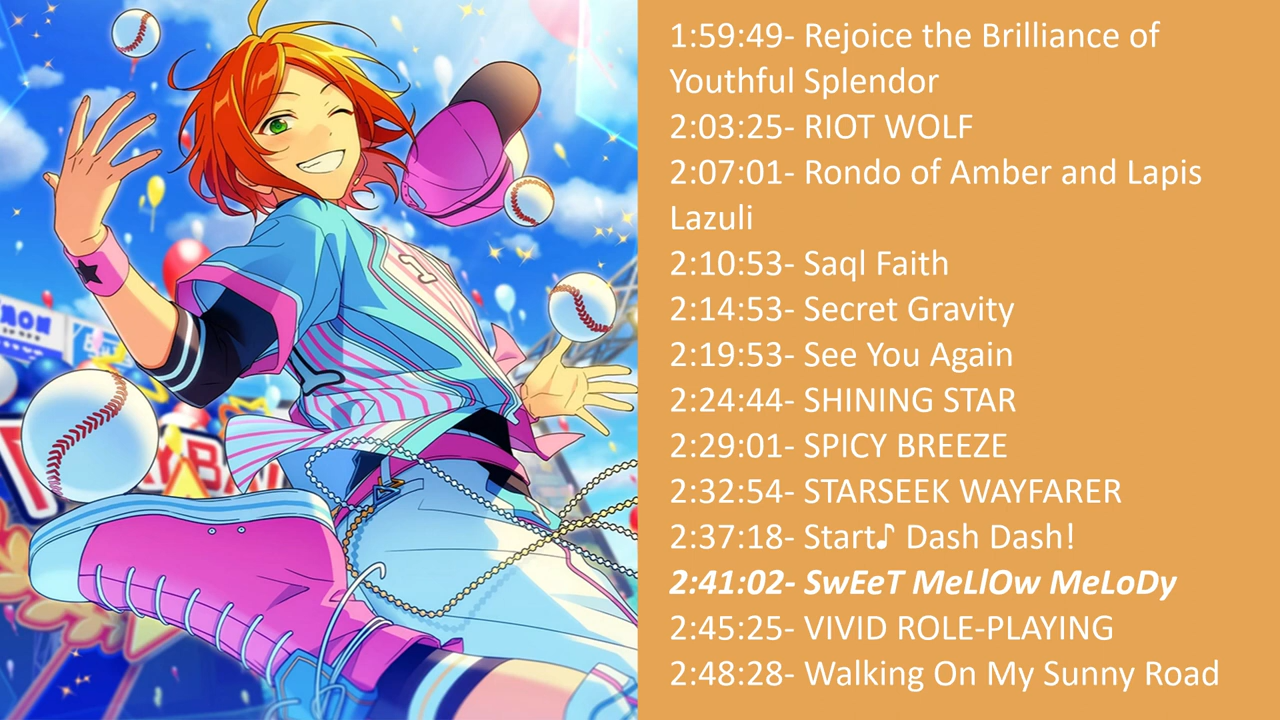 1:59:49- Rejoice the Brilliance of
Youthful Splendor
2:03:25- RIOT WOLF
2:07:01- Rondo of Amber and Lapis
Lazuli
2:10:53- Saql Faith
2:14:53- Secret Gravity
2:19:53- See You Again
2:24:44- SHINING STAR
2:29:01- SPICY BREEZE
2:32:54- STARSEEK WAYFARER
2:37:18- Start♪ Dash Dash!
2:41:02- SwEeT MeLlOw MeLoDy
2:45:25- VIVID ROLE-PLAYING
2:48:28- Walking On My Sunny Road